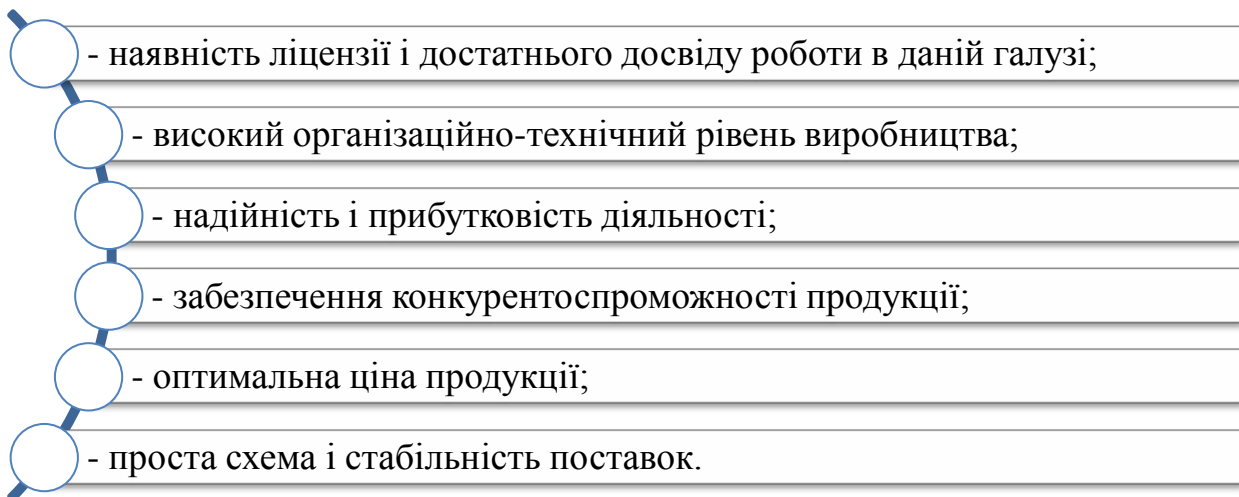 - наявність ліцензії і достатнього досвіду роботи в даній галузі;
- високий організаційно-технічний рівень виробництва;
- надійність і прибутковість діяльності;
- забезпечення конкурентоспроможності продукції;
- оптимальна ціна продукції;
- проста схема і стабільність поставок.